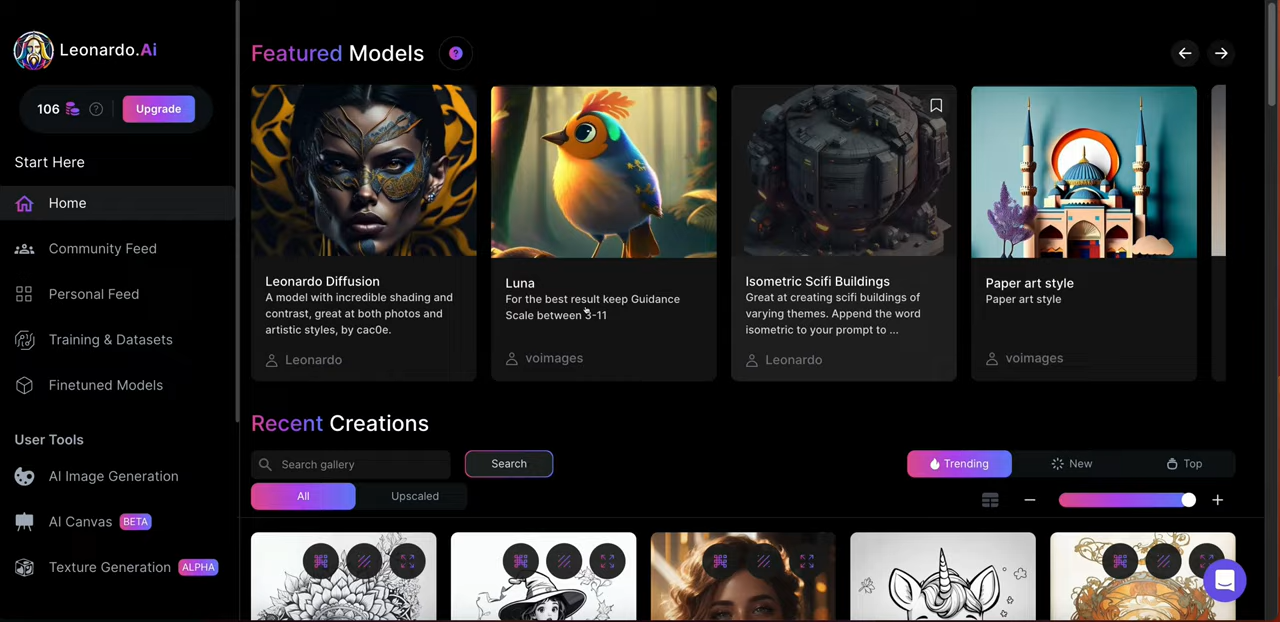 Leonardo.Ai
106
?
Upgrade
Start Here
Home
Community Feed
Personal Feed
Training & Datasets
Finetuned Models
User Tools
AI Image Generation
AI Canvas BETA
Texture Generation ALPHA
Featured Models ?
Leonardo Diffusion
A model with incredible shading and
contrast, great at both photos and
artistic styles, by cac0e.
Leonardo
Luna
For the best result keep Guidance
Scale between 3-11
voimages
Isometric Scifi Buildings
Great at creating scifi buildings of
varying themes. Append the word
isometric to your prompt to ...
Leonardo
Paper art style
Paper art style
voimages
Recent Creations
Search gallery
Search
Trending
New
Top
All
Upscaled